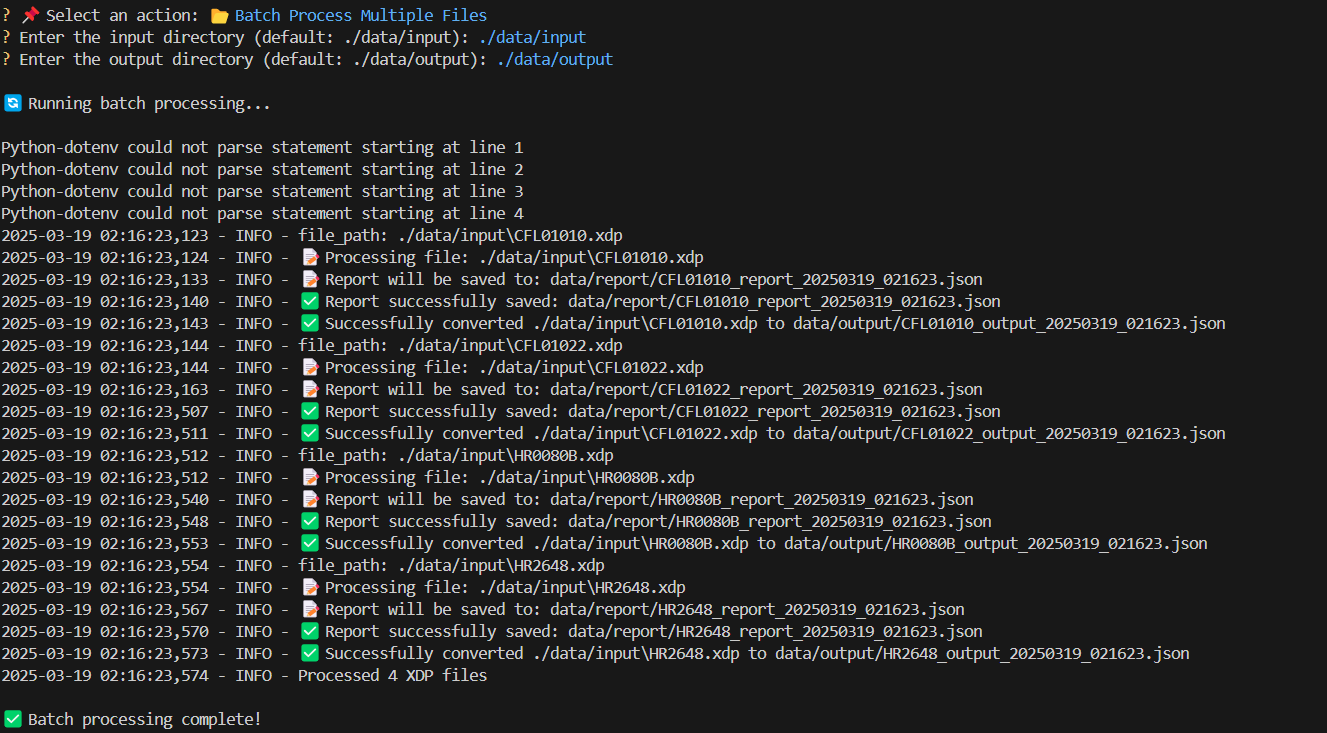 ? 📌 Select an action: 📂 Batch Process Multiple Files
? Enter the input directory (default: ./data/input): ./data/input
? Enter the output directory (default: ./data/output): ./data/output
🔄 Running batch processing...
Python-dotenv could not parse statement starting at line 1
Python-dotenv could not parse statement starting at line 2
Python-dotenv could not parse statement starting at line 3
Python-dotenv could not parse statement starting at line 4
2025-03-19 02:16:23,123 - INFO - file_path: ./data/input\CFL01010.xdp
2025-03-19 02:16:23,124 - INFO - 📝 Processing file: ./data/input\CFL01010.xdp
2025-03-19 02:16:23,133 - INFO - 📝 Report will be saved to: data/report/CFL01010_report_20250319_021623.json
2025-03-19 02:16:23,140 - INFO - ✅ Report successfully saved: data/report/CFL01010_report_20250319_021623.json
2025-03-19 02:16:23,143 - INFO - ✅ Successfully converted ./data/input\CFL01010.xdp to data/output/CFL01010_output_20250319_021623.json
2025-03-19 02:16:23,144 - INFO - file_path: ./data/input\CFL01022.xdp
2025-03-19 02:16:23,144 - INFO - 📝 Processing file: ./data/input\CFL01022.xdp
2025-03-19 02:16:23,163 - INFO - 📝 Report will be saved to: data/report/CFL01022_report_20250319_021623.json
2025-03-19 02:16:23,507 - INFO - ✅ Report successfully saved: data/report/CFL01022_report_20250319_021623.json
2025-03-19 02:16:23,511 - INFO - ✅ Successfully converted ./data/input\CFL01022.xdp to data/output/CFL01022_output_20250319_021623.json
2025-03-19 02:16:23,512 - INFO - file_path: ./data/input\HR0080B.xdp
2025-03-19 02:16:23,512 - INFO - 📝 Processing file: ./data/input\HR0080B.xdp
2025-03-19 02:16:23,540 - INFO - 📝 Report will be saved to: data/report/HR0080B_report_20250319_021623.json
2025-03-19 02:16:23,548 - INFO - ✅ Report successfully saved: data/report/HR0080B_report_20250319_021623.json
2025-03-19 02:16:23,553 - INFO - ✅ Successfully converted ./data/input\HR0080B.xdp to data/output/HR0080B_output_20250319_021623.json
2025-03-19 02:16:23,554 - INFO - file_path: ./data/input\HR2648.xdp
2025-03-19 02:16:23,554 - INFO - 📝 Processing file: ./data/input\HR2648.xdp
2025-03-19 02:16:23,567 - INFO - 📝 Report will be saved to: data/report/HR2648_report_20250319_021623.json
2025-03-19 02:16:23,570 - INFO - ✅ Report successfully saved: data/report/HR2648_report_20250319_021623.json
2025-03-19 02:16:23,573 - INFO - ✅ Successfully converted ./data/input\HR2648.xdp to data/output/HR2648_output_20250319_021623.json
2025-03-19 02:16:23,574 - INFO - Processed 4 XDP files
✅ Batch processing complete!